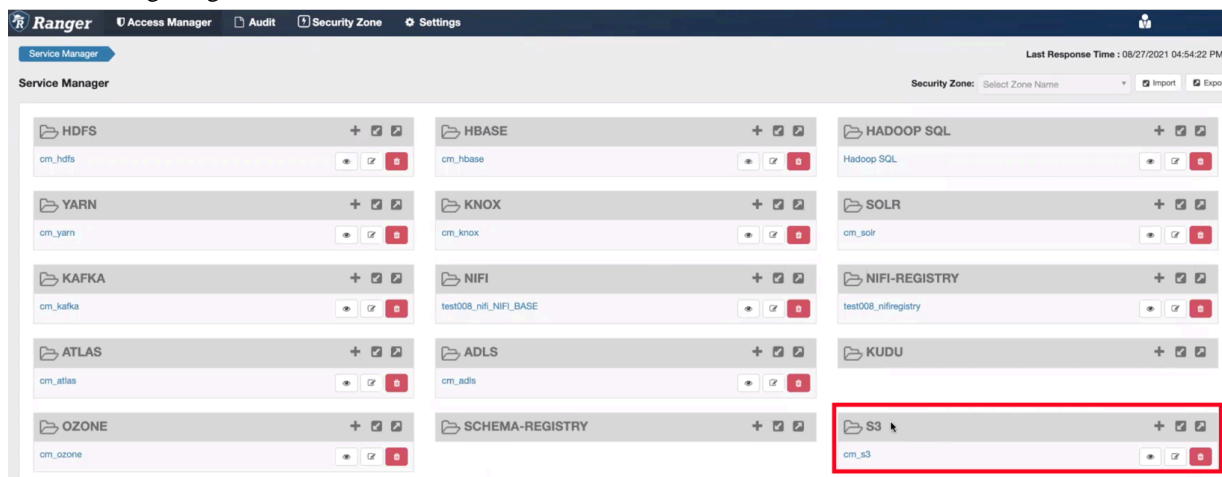 Ranger Access Manager Audit Security Zone Settings
Service Manager
Last Response Time : 08/27/2021 04:54:22 PM
Service Manager
Security Zone: Select Zone Name Import Expo
HDFS HBASE HADOOP SQL
cm_hdfs cm_hbase Hadoop SQL
YARN KNOX SOLR
cm_yarn cm_knox cm_solr
KAFKA NIFI NIFI-REGISTRY
cm_kafka test008_nifi_NIFI_BASE test008_nifiregistry
ATLAS ADLS KUDU
cm_atlas cm_adls
OZONE SCHEMA-REGISTRY S3
cm_ozone cm_s3